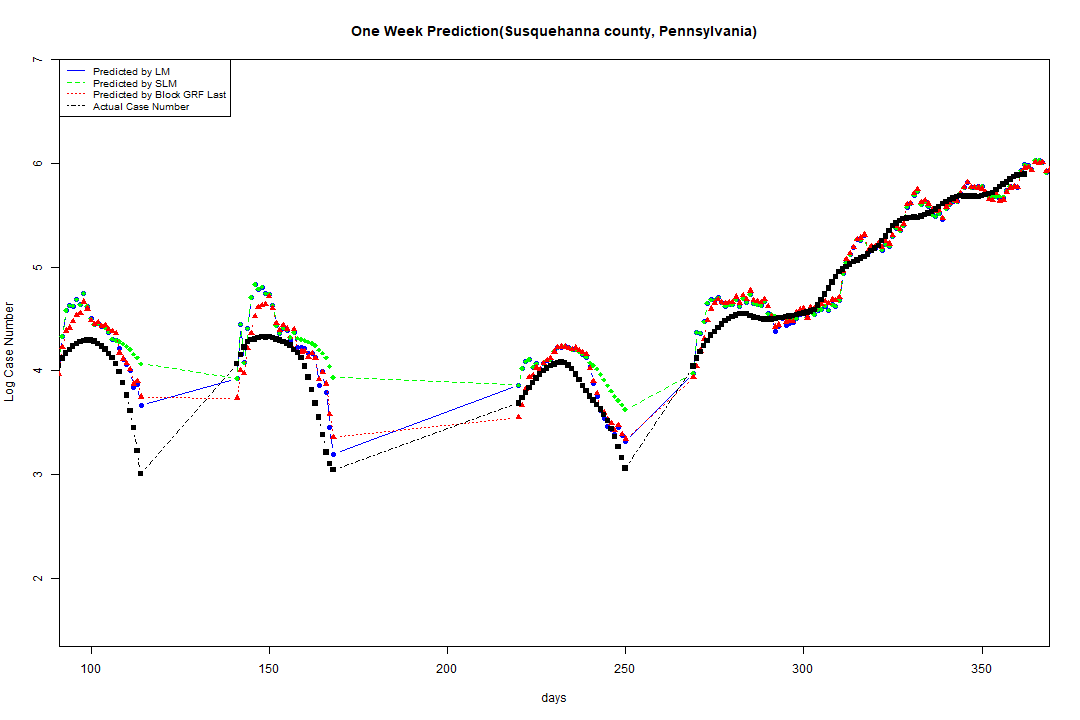 One Week Prediction(Susquehanna county, Pennsylvania)
Predicted by LM
Predicted by SLM
Predicted by Block GRF Last
Actual Case Number
7
6
5
4
3
2
Log Case Number
100 150 200 250 300 350
days